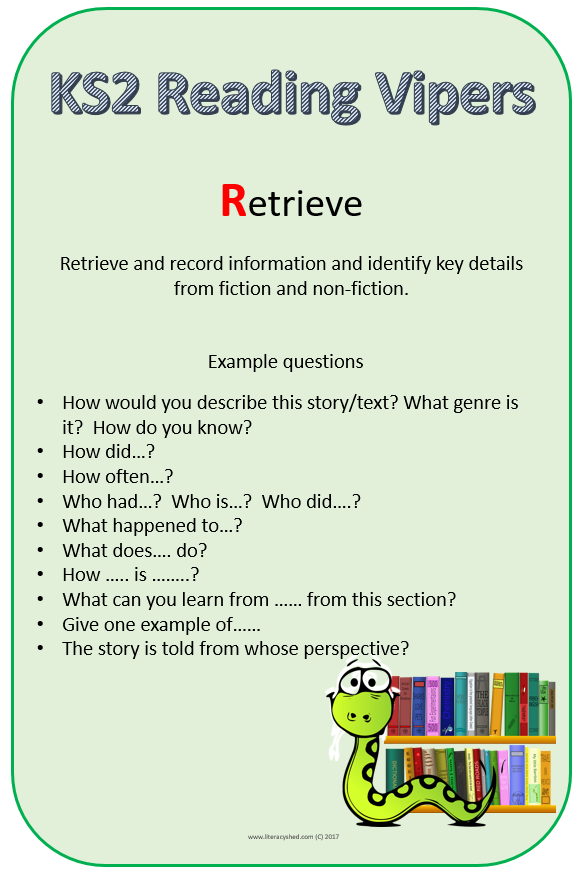 KS2 Reading Vipers
Retrieve
Retrieve and record information and identify key details
from fiction and non-fiction.
Example questions
• How would you describe this story/text? What genre is
it?  How do you know?
• How did...?
• How often...?
• Who had...?  Who is...?  Who did....?
• What happened to...?
• What does.... do?
• How ..... is ........?
• What can you learn from ...... from this section?
• Give one example of......
• The story is told from whose perspective?
www.literacyshed.com (C) 2017